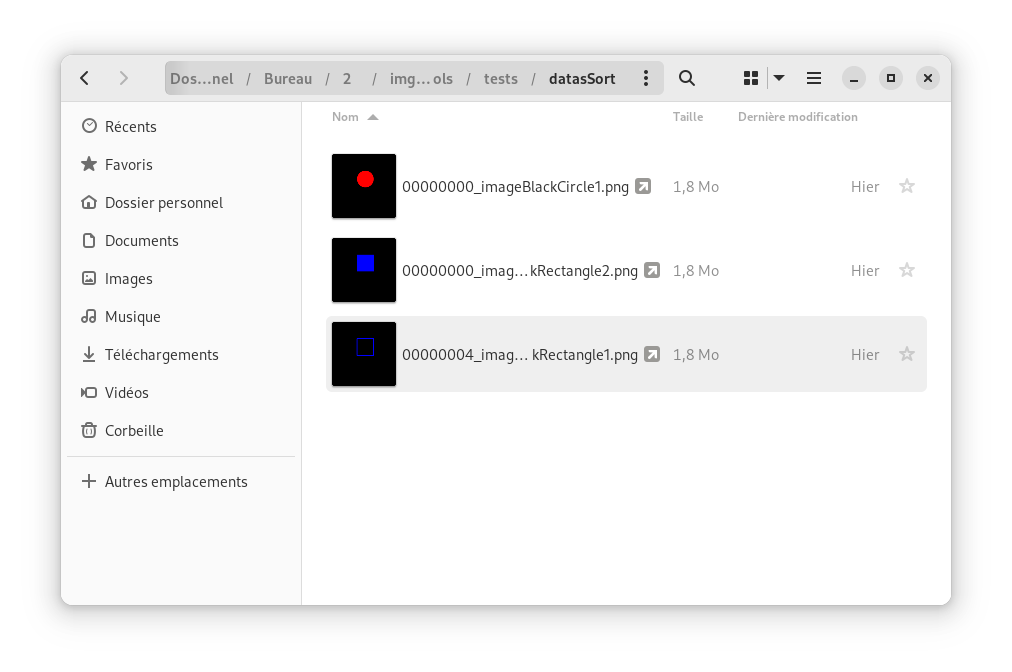 Dos…nel / Bureau / 2 / img…ols / tests / datasSort
Récents
Favoris
Dossier personnel
Documents
Images
Musique
Téléchargements
Vidéos
Corbeille
Autres emplacements
Nom Taille Dernière modification
00000000_imageBlackCircle1.png 1,8 Mo Hier
00000000_imag…kRectangle2.png 1,8 Mo Hier
00000004_imag…kRectangle1.png 1,8 Mo Hier